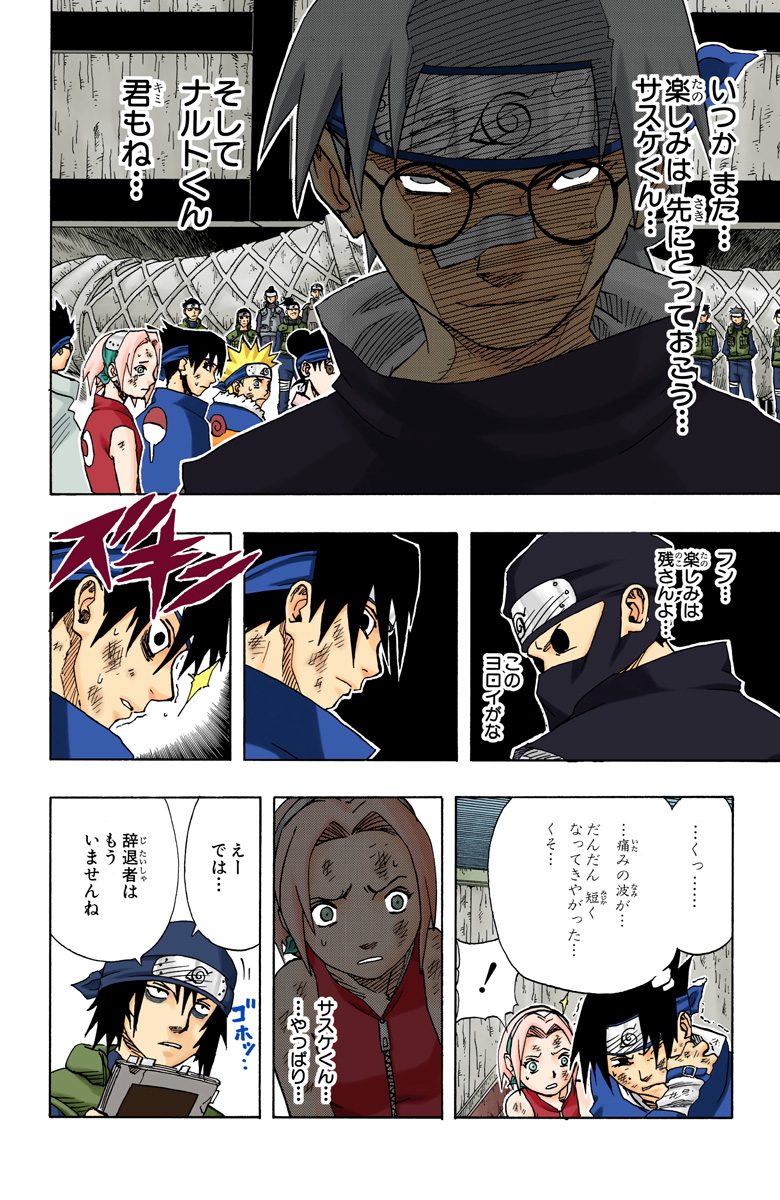 いつか また…
楽しみは 先にとっておこう…
サスケくん…
そして
ナルトくん
君もね…
フン…
楽しみは
残さんよ…
この
ヨロイがな
ズキン
…くっ……
…痛みの波が…
だんだん 短く
なってきやがった…
くそ…
!
サスケくん…
…やっぱり…
えー
では…
辞退者は
もう
いませんね
ゴホッ…